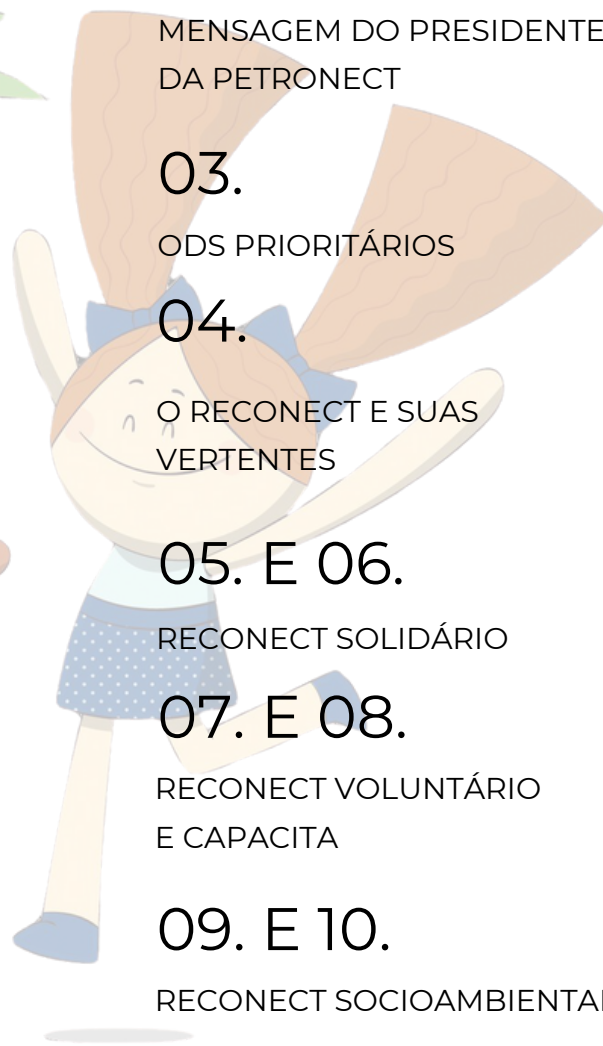 MENSAGEM DO PRESIDENTE
DA PETRONECT
03.
ODS PRIORITÁRIOS
04.
O RECONECT E SUAS
VERTENTES
05. E 06.
RECONECT SOLIDÁRIO
07. E 08.
RECONECT VOLUNTÁRIO
E CAPACITA
09. E 10.
RECONECT SOCIOAMBIENTAL